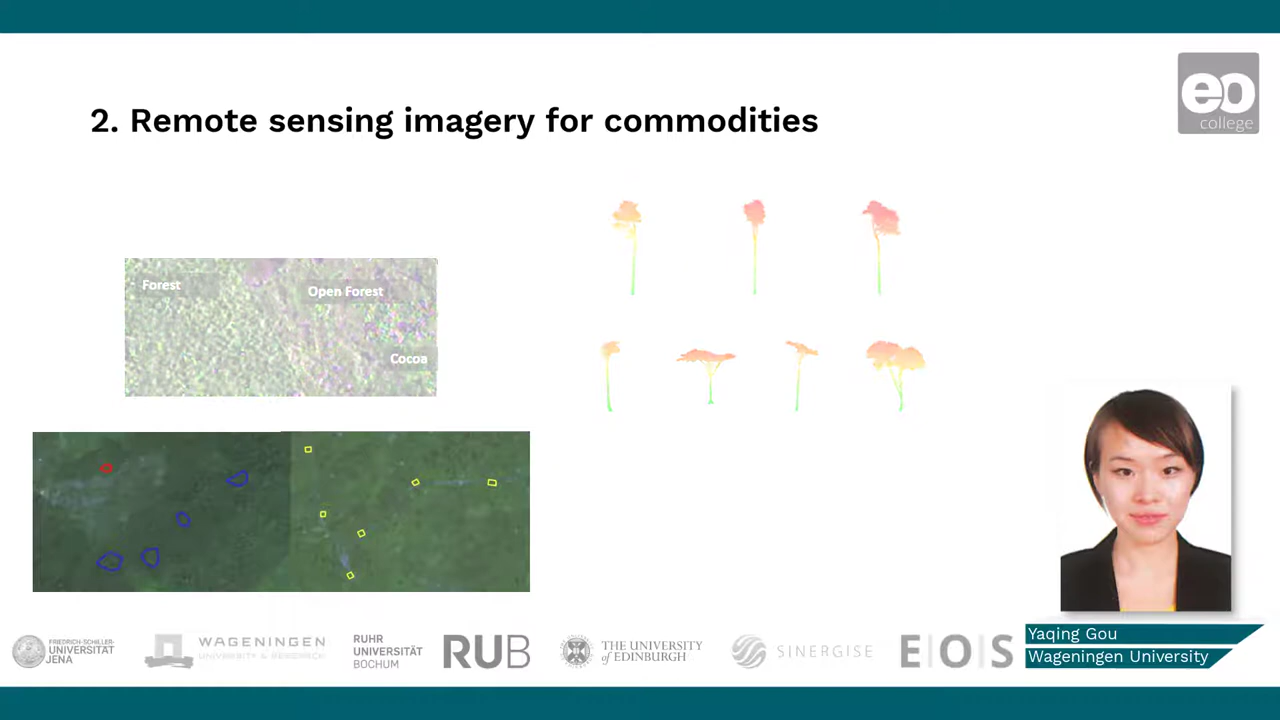 eo
college
2. Remote sensing imagery for commodities
Forest
Open Forest
Cocoa
FRIEDRICH-SCHILLER-
UNIVERSITÄT
JENA
WAGENINGEN
UNIVERSITY & RESEARCH
RUHR
UNIVERSITÄT
BOCHUM
RUB
THE UNIVERSITY
of EDINBURGH
SINERGISE
E|O|S
Yaqing Gou
Wageningen University